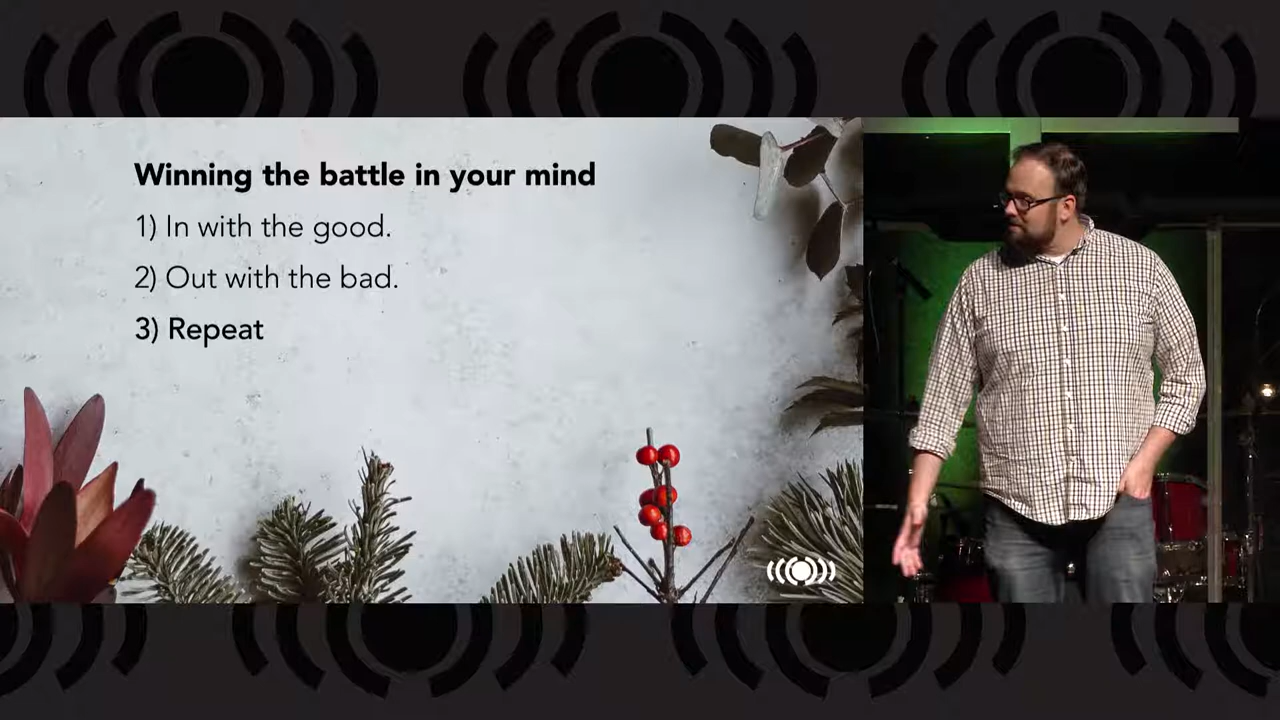 Winning the battle in your mind
1) In with the good.
2) Out with the bad.
3) Repeat